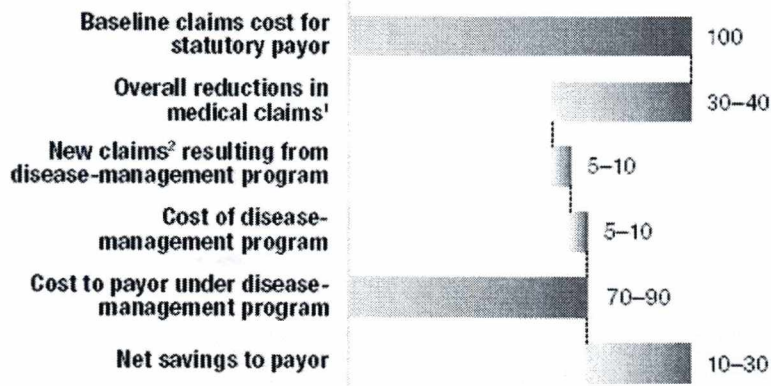 Baseline claims cost for
statutory payor
100
Overall reductions in
medical claims¹
30–40
New claims² resulting from
disease-management program
5–10
Cost of disease-
management program
5–10
Cost to payor under disease-
management program
70–90
Net savings to payor
10–30